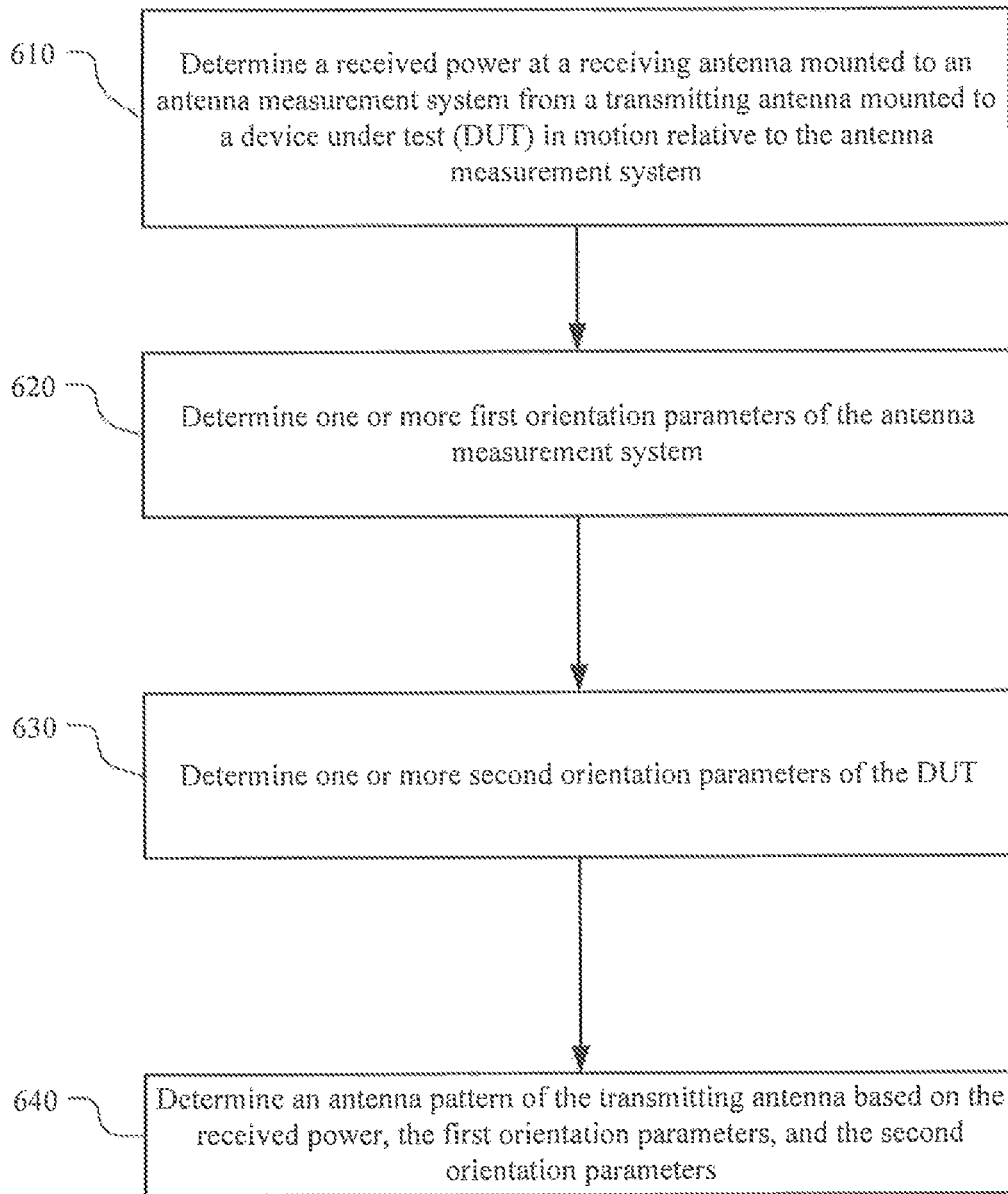 610
Determine a received power at a receiving antenna mounted to an
antenna measurement system from a transmitting antenna mounted to
a device under test (DUT) in motion relative to the antenna
measurement system
620
Determine one or more first orientation parameters of the antenna
measurement system
630
Determine one or more second orientation parameters of the DUT
640
Determine an antenna pattern of the transmitting antenna based on the
received power, the first orientation parameters, and the second
orientation parameters